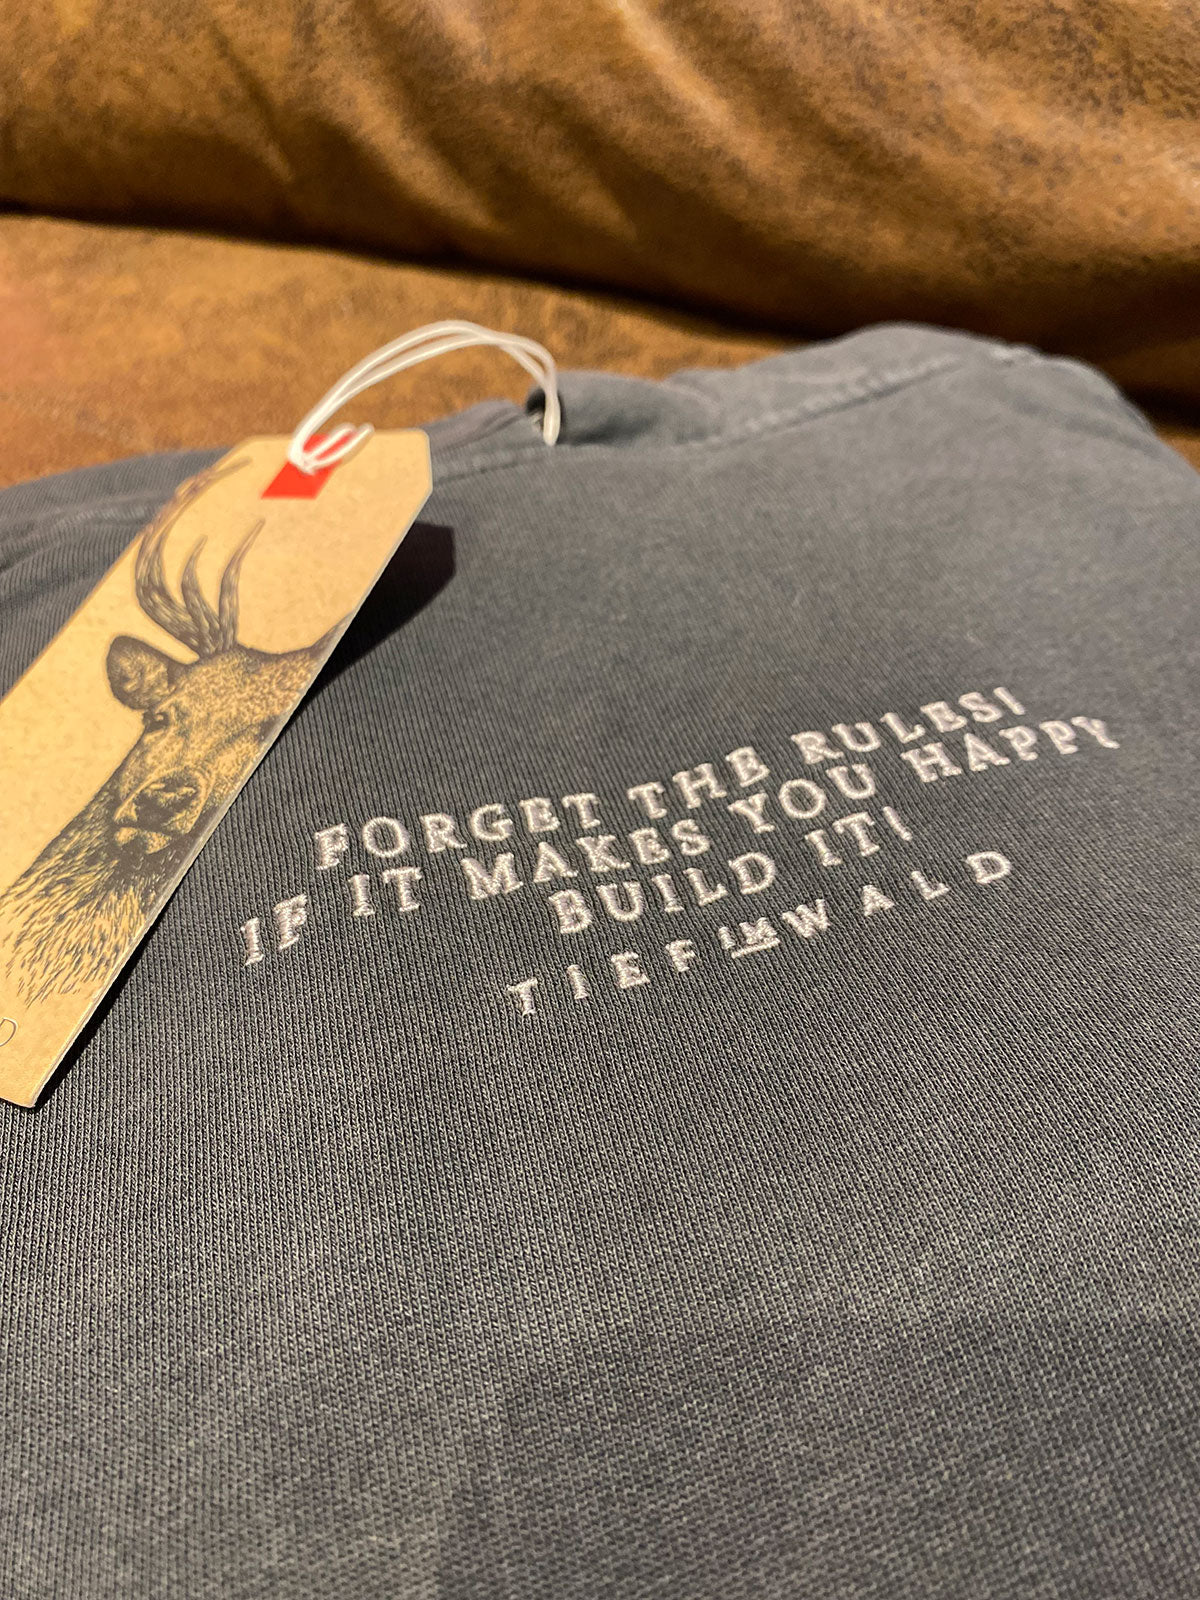 FORGET THE RULES!
IF IT MAKES YOU HAPPY
BUILD IT!
TIEF IM WALD
D